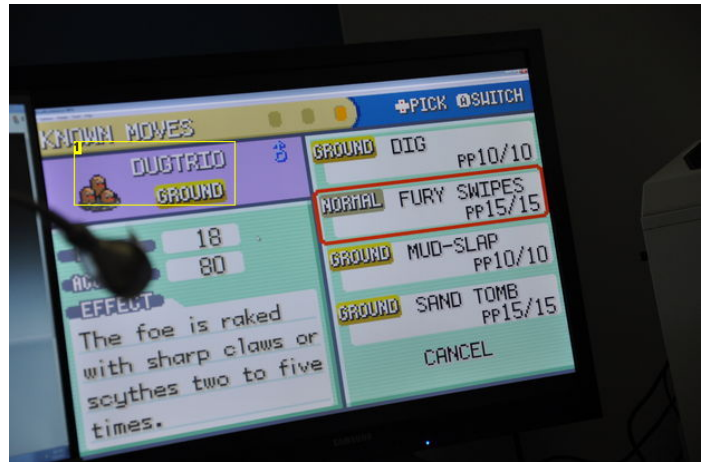 KNOWN MOVES
PICK SWITCH
DUGTRIO
GROUND
18
80
EFFECT
The foe is raked
with sharp claws or
scythes two to five
times.
GROUND DIG
PP10/10
NORMAL FURY SWIPES
PP15/15
GROUND MUD-SLAP
PP10/10
GROUND SAND TOMB
PP15/15
CANCEL